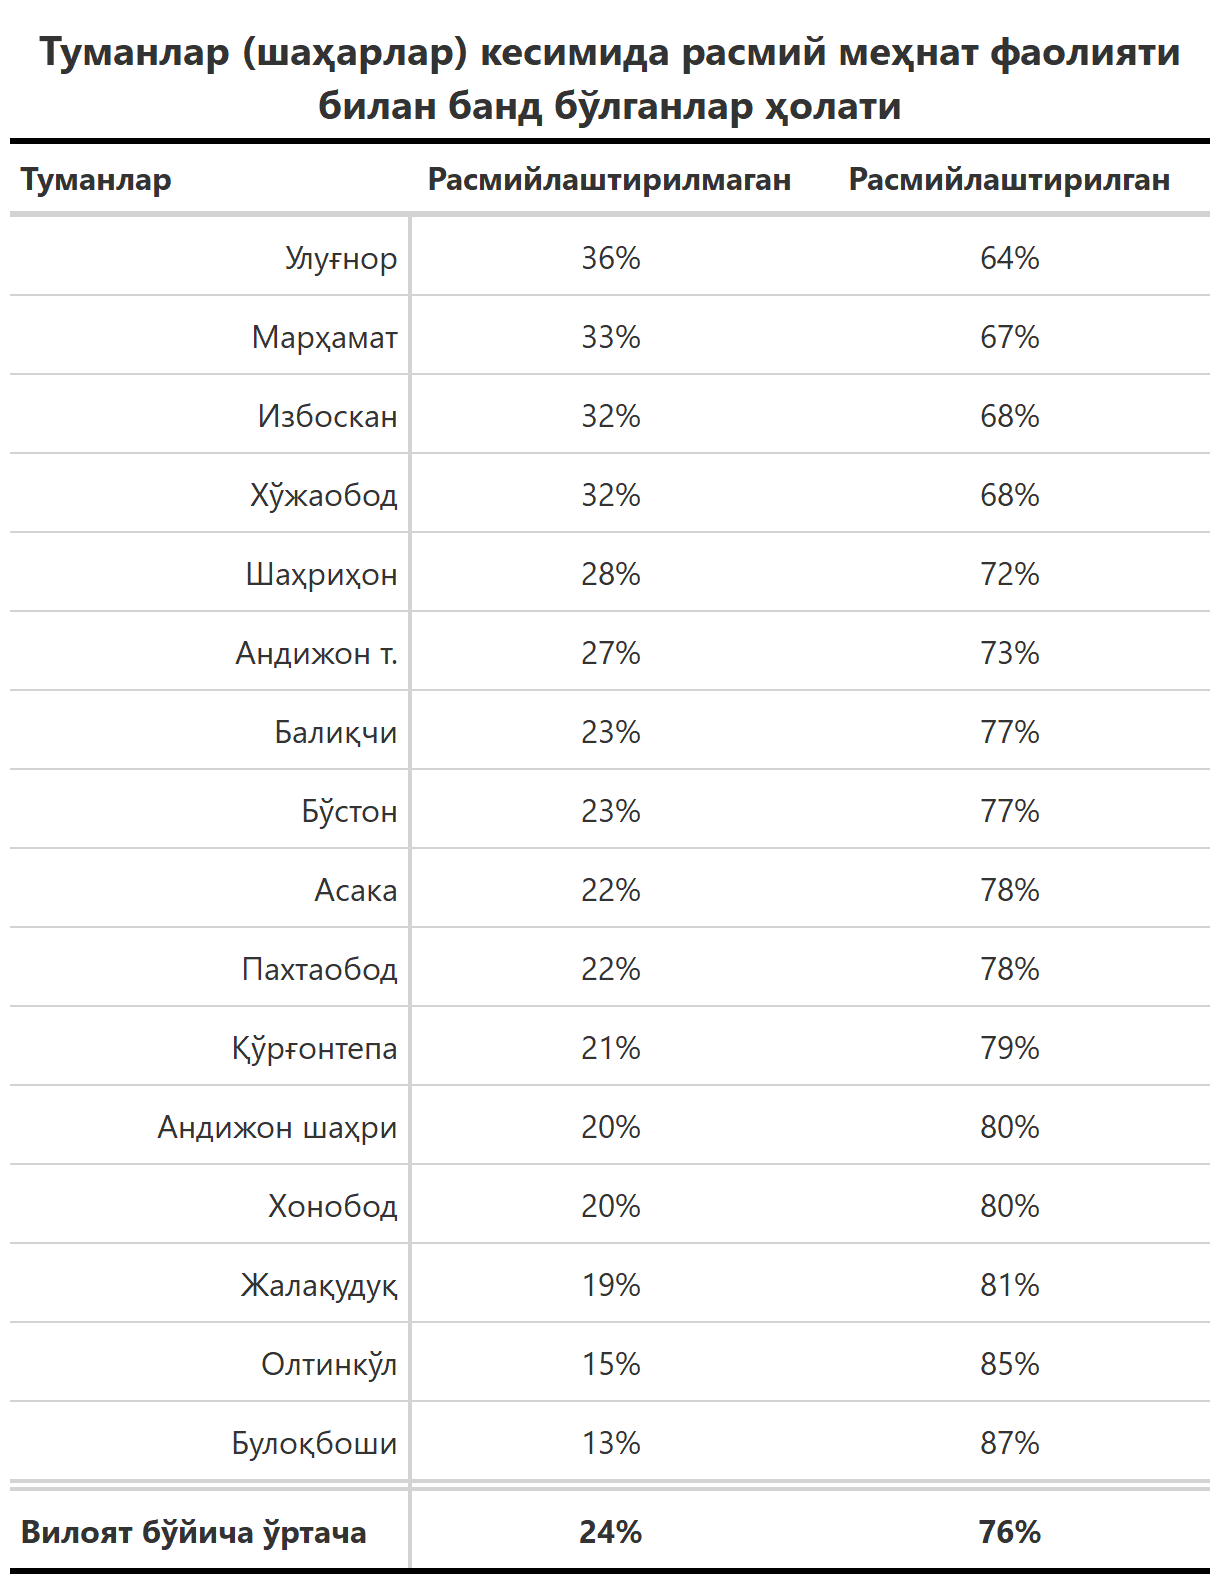 Туманлар (шаҳарлар) кесимида расмий меҳнат фаолияти
билан банд бўлганлар ҳолати
Туманлар Расмийлаштирилмаган Расмийлаштирилган
Улуғнор 36% 64%
Марҳамат 33% 67%
Избоскан 32% 68%
Хўжаобод 32% 68%
Шаҳриҳон 28% 72%
Андижон т. 27% 73%
Балиқчи 23% 77%
Бўстон 23% 77%
Асака 22% 78%
Пахтаобод 22% 78%
Қўрғонтепа 21% 79%
Андижон шаҳри 20% 80%
Хонобод 20% 80%
Жалақудуқ 19% 81%
Олтинкўл 15% 85%
Булоқбоши 13% 87%
Вилоят бўйича ўртача 24% 76%